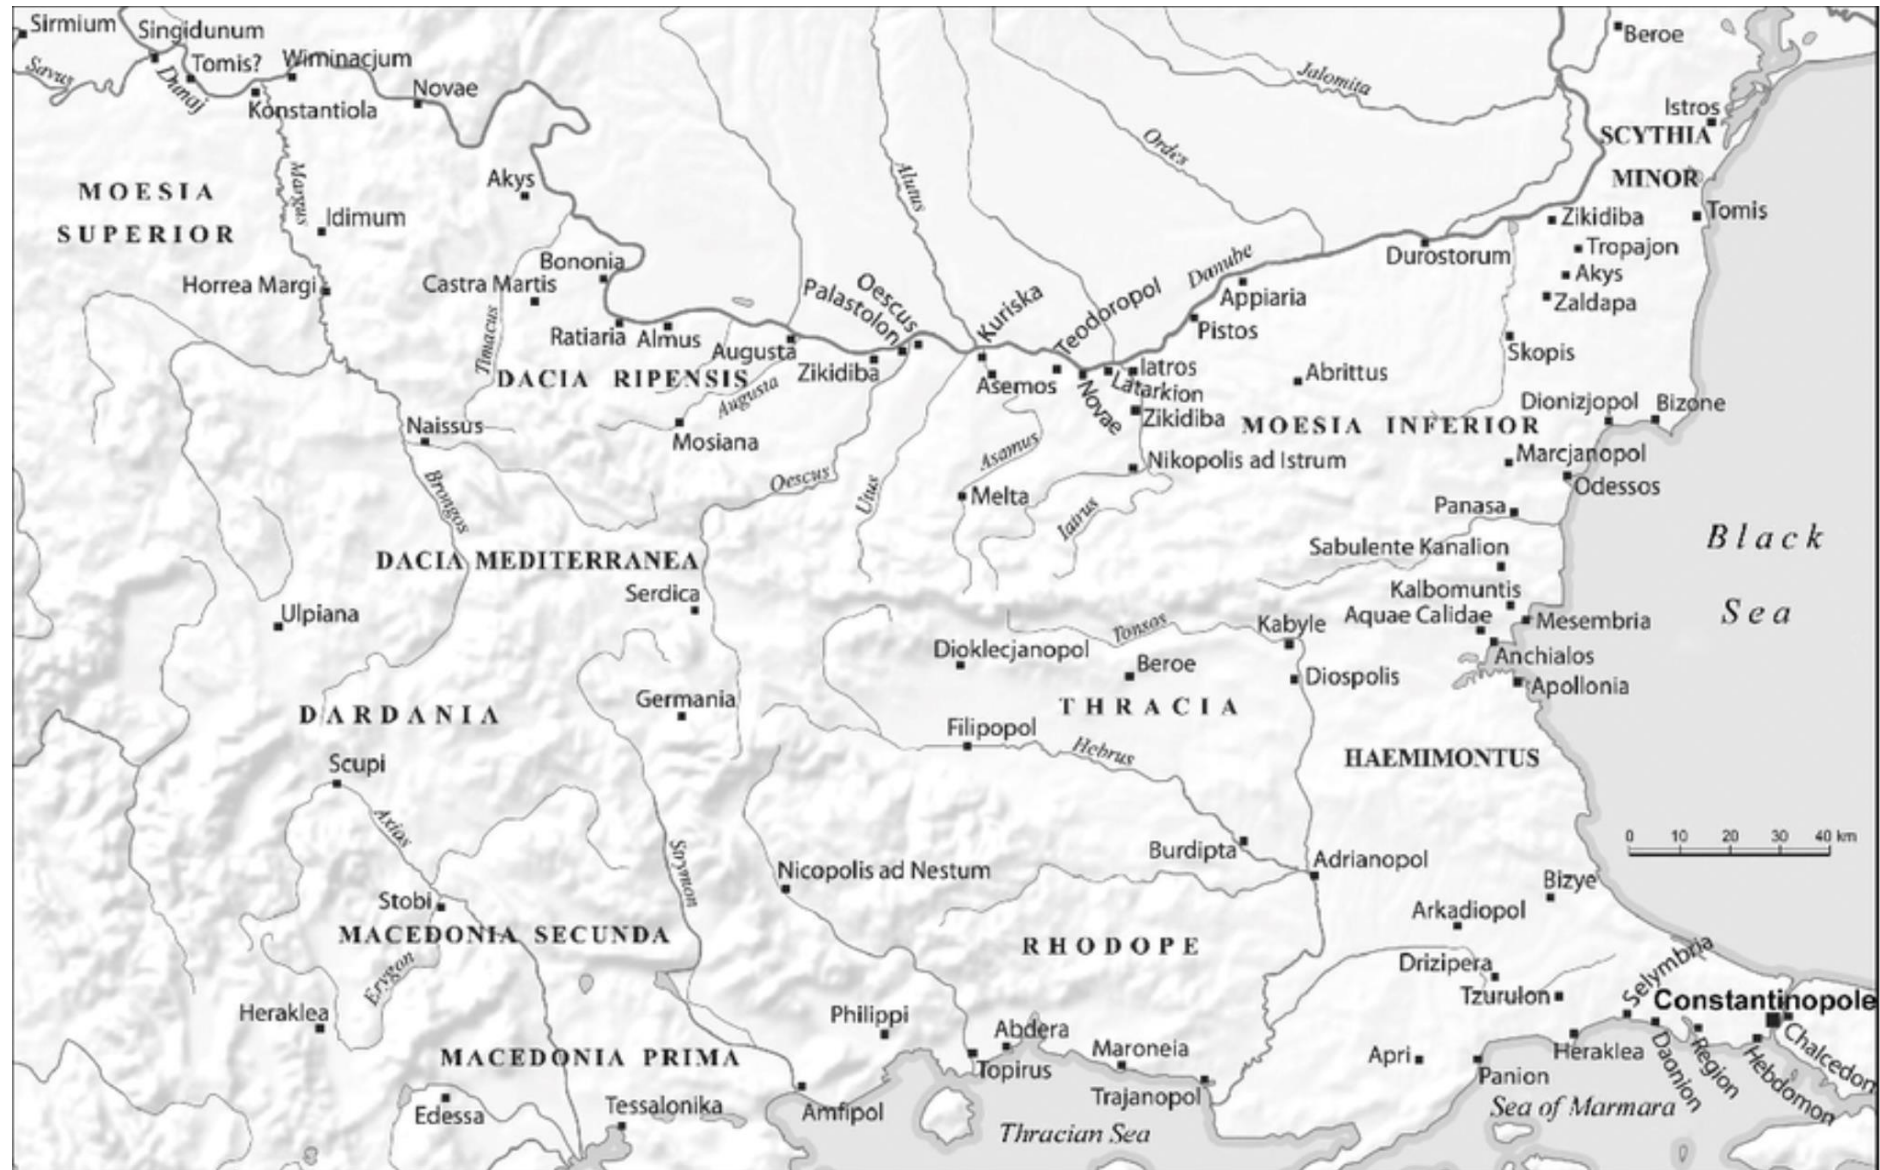 Sirmium
Singidunum
Beroe
Savus
Dunaj
Tomis?
Wiminacjum
Novae
Konstantiola
Jalomita
Istros
SCYTHIA
MINOR
Ordes
Alutus
Margus
MOESIA
SUPERIOR
Akys
Idimum
Zikidiba
Tomis
Tropajon
Akys
Zaldapa
Durostorum
Danube
Appiaria
Pistos
Horrea Margi
Castra Martis
Bononia
Timacus
Ratiaria
Almus
Augusta
Palastolon
Oescus
Zikidiba
Kuriska
Teodoropol
Asemos
Novae
Latarkion
Iatros
Zikidiba
Abrittus
Skopis
DACIA RIPENSIS
Augusta
Mosiana
Naissus
MOESIA INFERIOR
Dionizjopol
Bizone
Marcjanopol
Odessos
Nikopolis ad Istrum
Asamus
Melta
Oescus
Utus
Iatrus
Brongos
Panasa
Black
Sea
DACIA MEDITERRANEA
Serdica
Sabulente Kanalion
Kalbomuntis
Aquae Calidae
Mesembria
Anchialos
Apollonia
Ulpiana
Tonsos
Kabyle
Dioklecjanopol
Beroe
Diospolis
Germania
THRACIA
DARDANIA
Filipopol
Hebrus
HAEMIMONTUS
Scupi
Axios
0 10 20 30 40 km
Burdipta
Adrianopol
Strymon
Nicopolis ad Nestum
Bizye
Arkadiopol
Stobi
MACEDONIA SECUNDA
RHODOPE
Erygon
Drizipera
Tzurulon
Selymbria
Constantinopole
Chalcedon
Heraklea
Philippi
Abdera
Maroneia
Topirus
Trajanopol
Apri
Panion
Heraklea
Daonion
Region
Hebdomon
MACEDONIA PRIMA
Edessa
Tessalonika
Amfipol
Thracian Sea
Sea of Marmara